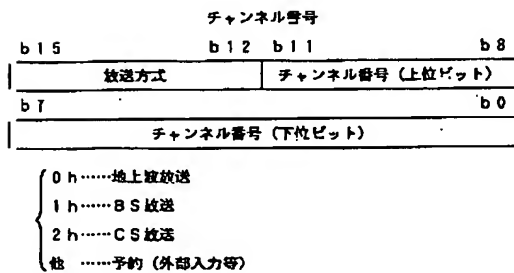 チャンネル番号
b15 b12 b11 b8
放送方式 チャンネル番号 (上位ビット)
b7 b0
チャンネル番号 (下位ビット)
0h……地上波放送
1h……BS放送
2h……CS放送
他 ……予約 (外部入力等)